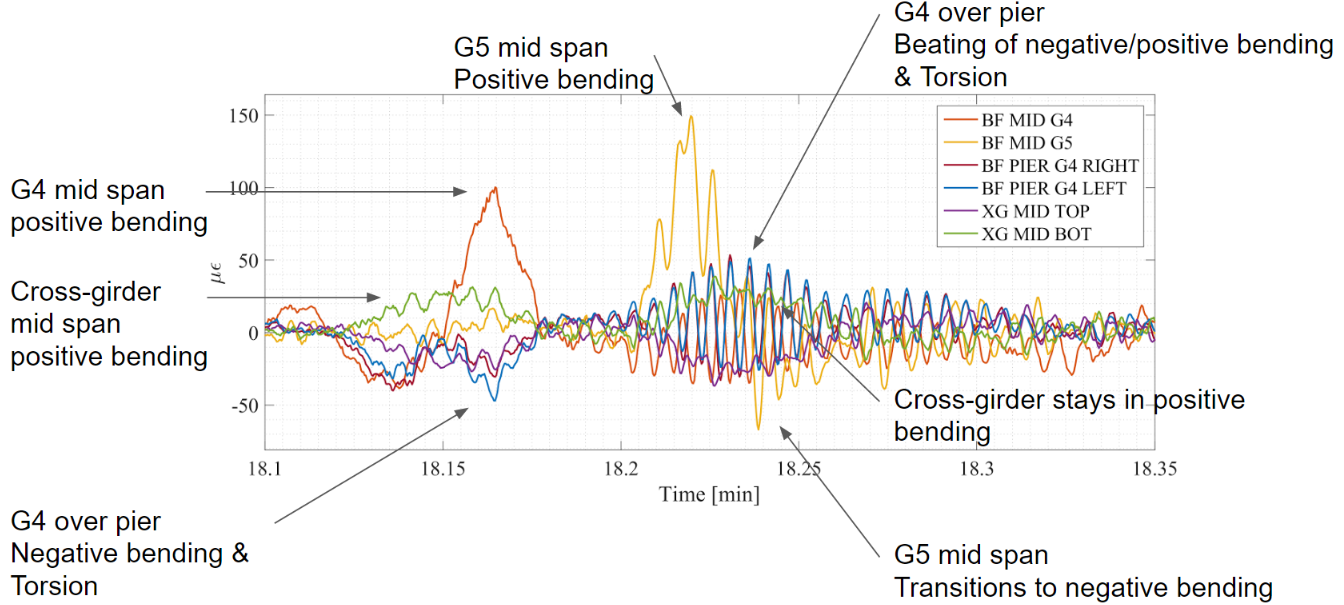 G4 over pier
Beating of negative/positive bending
& Torsion
G5 mid span
Positive bending
G4 mid span
positive bending
Cross-girder
mid span
positive bending
150
100
50
0
-50
με
BF MID G4
BF MID G5
BF PIER G4 RIGHT
BF PIER G4 LEFT
XG MID TOP
XG MID BOT
Cross-girder stays in positive
bending
18.1
18.15
18.2
18.25
18.3
18.35
Time [min]
G4 over pier
Negative bending &
Torsion
G5 mid span
Transitions to negative bending